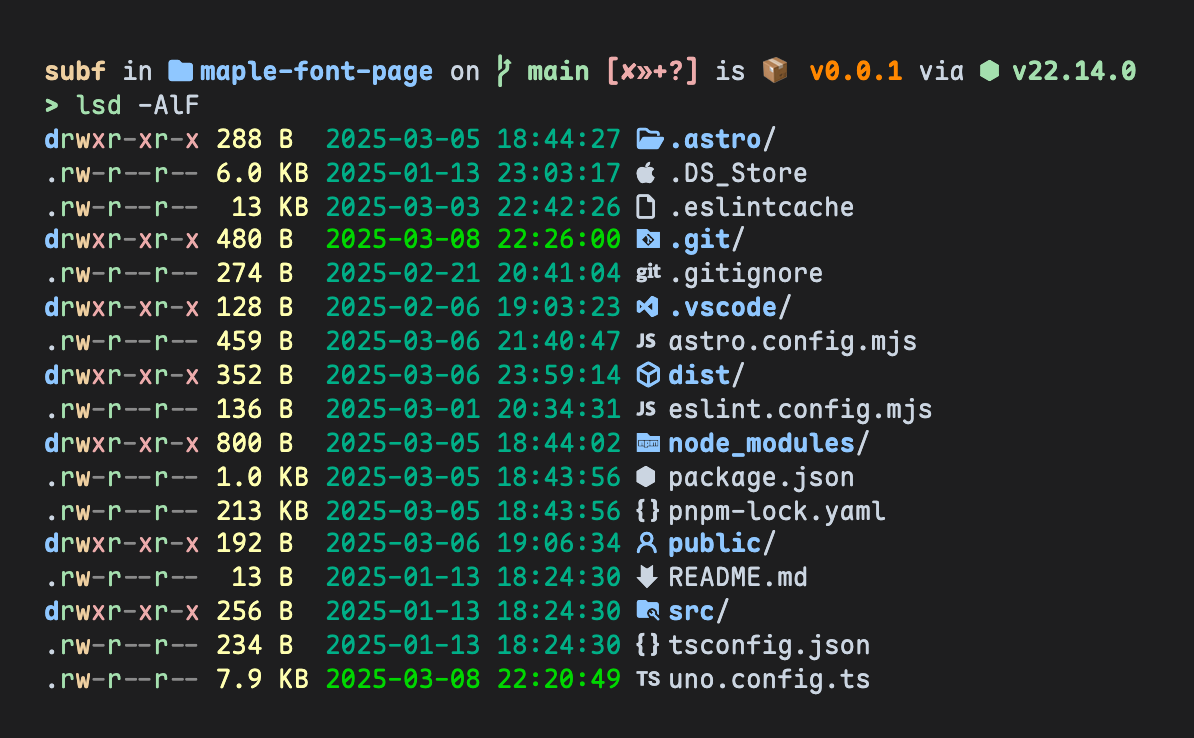 subf in maple-font-page on main [✘»+?] is 📦 v0.0.1 via ⬢ v22.14.0
> lsd -AlF
drwxr-xr-x 288 B 2025-03-05 18:44:27 .astro/
.rw-r--r-- 6.0 KB 2025-01-13 23:03:17 .DS_Store
.rw-r--r-- 13 KB 2025-03-03 22:42:26 .eslintcache
drwxr-xr-x 480 B 2025-03-08 22:26:00 .git/
.rw-r--r-- 274 B 2025-02-21 20:41:04 git .gitignore
drwxr-xr-x 128 B 2025-02-06 19:03:23 .vscode/
.rw-r--r-- 459 B 2025-03-06 21:40:47 JS astro.config.mjs
drwxr-xr-x 352 B 2025-03-06 23:59:14 dist/
.rw-r--r-- 136 B 2025-03-01 20:34:31 JS eslint.config.mjs
drwxr-xr-x 800 B 2025-03-05 18:44:02 node_modules/
.rw-r--r-- 1.0 KB 2025-03-05 18:43:56 package.json
.rw-r--r-- 213 KB 2025-03-05 18:43:56 {} pnpm-lock.yaml
drwxr-xr-x 192 B 2025-03-06 19:06:34 public/
.rw-r--r-- 13 B 2025-01-13 18:24:30 README.md
drwxr-xr-x 256 B 2025-01-13 18:24:30 src/
.rw-r--r-- 234 B 2025-01-13 18:24:30 {} tsconfig.json
.rw-r--r-- 7.9 KB 2025-03-08 22:20:49 TS uno.config.ts